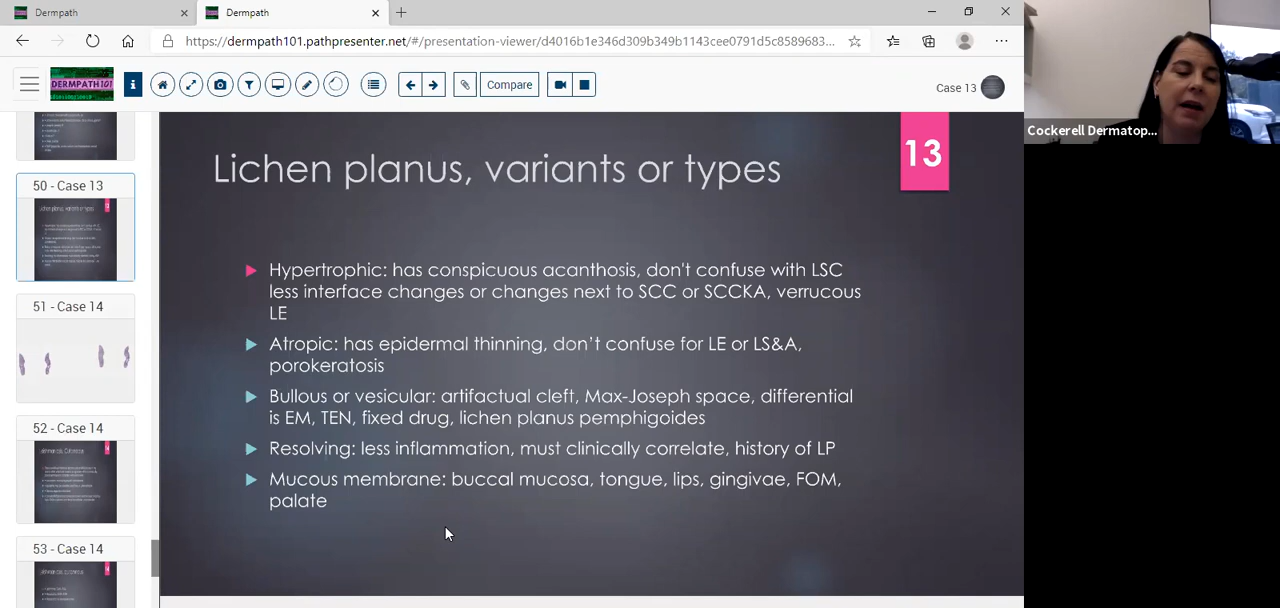 Dermpath
Dermpath
https://dermpath101.pathpresenter.net/#/presentation-viewer/d4016b1e346d309b349b1143cee0791d5c8589683...
DERMPATH 101
Compare
Case 13
Cockerell Dermatop...
50 - Case 13
51 - Case 14
52 - Case 14
53 - Case 14
13
Lichen planus, variants or types
Hypertrophic: has conspicuous acanthosis, don't confuse with LSC
less interface changes or changes next to SCC or SCCKA, verrucous
LE
Atropic: has epidermal thinning, don't confuse for LE or LS&A,
porokeratosis
Bullous or vesicular: artifactual cleft, Max-Joseph space, differential
is EM, TEN, fixed drug, lichen planus pemphigoides
Resolving: less inflammation, must clinically correlate, hstory of LP
Mucous membrane: buccal mucosa, tongue, lips, gingivae, FOM,
palate